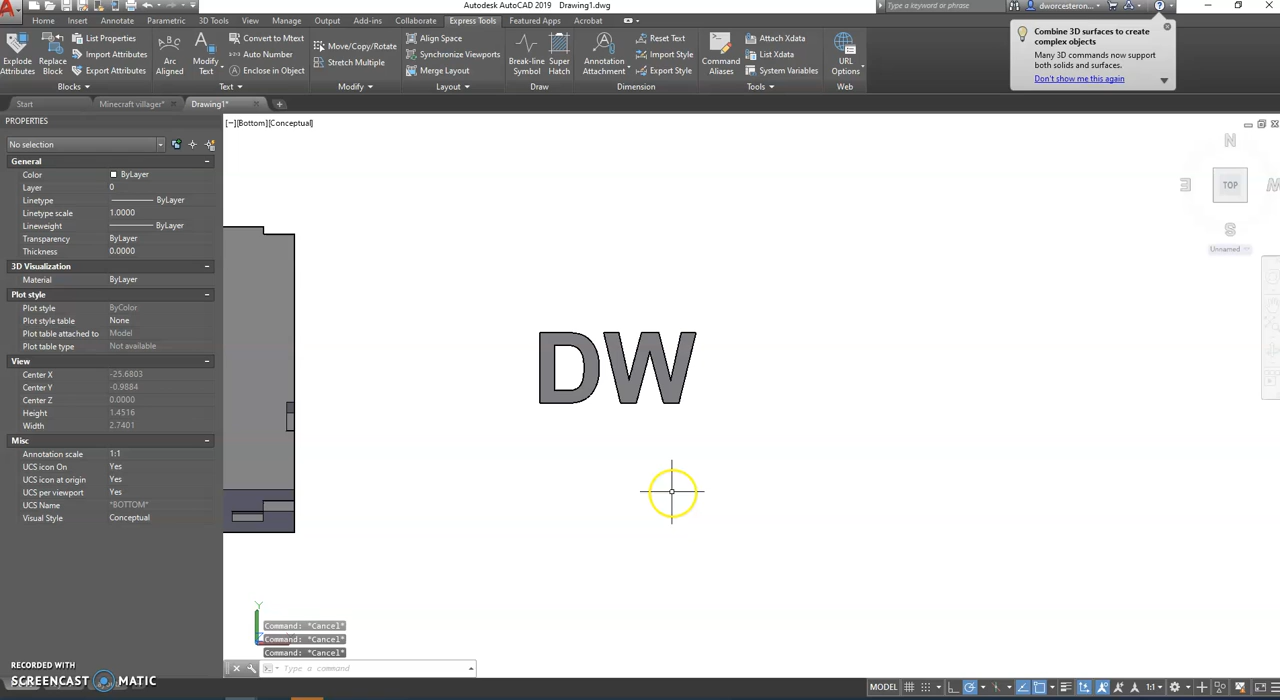 Autodesk AutoCAD 2019 Drawing1.dwg
Type a keyword or phrase
dworcesteron...
Home Insert Annotate Parametric 3D Tools View Manage Output Add-ins Collaborate Express Tools Featured Apps Acrobat
Explode Attributes
Replace Block
List Properties
Import Attributes
Export Attributes
Blocks
Arc Aligned
Modify Text
Convert to Mtext
Auto Number
Enclose in Object
Text
Move/Copy/Rotate
Stretch Multiple
Modify
Align Space
Synchronize Viewports
Merge Layout
Layout
Break-line Symbol
Super Hatch
Draw
Annotation Attachment
Reset Text
Import Style
Export Style
Dimension
Command Aliases
Attach Xdata
List Xdata
System Variables
Tools
URL Options
Web
Combine 3D surfaces to create complex objects
Many 3D commands now support both solids and surfaces.
Don't show me this again
Start
Minecraft villager*
Drawing1*
PROPERTIES
No selection
General
Color ByLayer
Layer 0
Linetype ByLayer
Linetype scale 1.0000
Lineweight ByLayer
Transparency ByLayer
Thickness 0.0000
3D Visualization
Material ByLayer
Plot style
Plot style ByColor
Plot style table None
Plot table attached to Model
Plot table type Not available
View
Center X -25.6803
Center Y -0.9884
Center Z 0.0000
Height 1.4516
Width 2.7401
Misc
Annotation scale 1:1
UCS icon On Yes
UCS icon at origin Yes
UCS per viewport Yes
UCS Name *BOTTOM*
Visual Style Conceptual
[−][Bottom][Conceptual]
N
E TOP W
S
Unnamed
DW
Y
Command: *Cancel*
Command: *Cancel*
Command: *Cancel*
Type a command
RECORDED WITH
SCREENCAST MATIC
MODEL
1:1